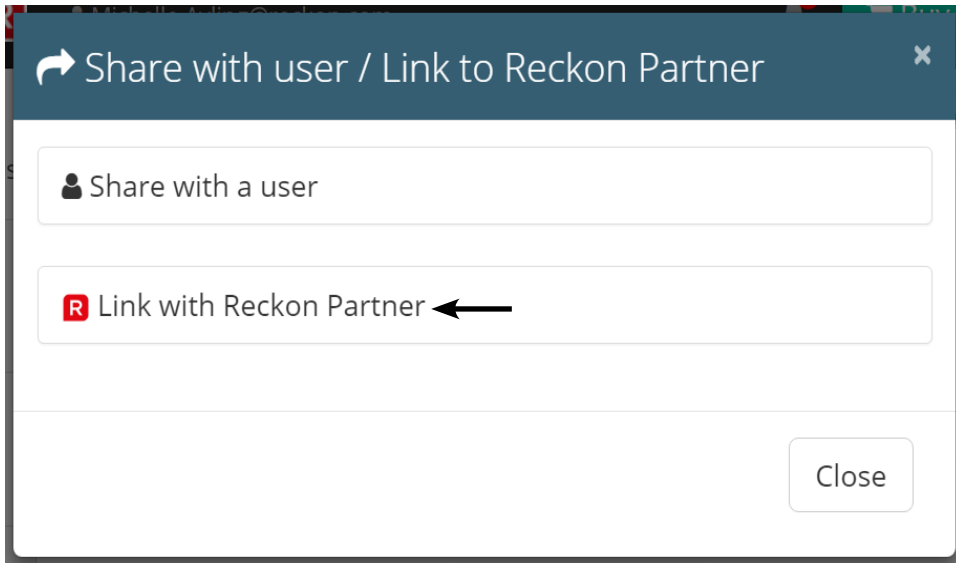 Share with user / Link to Reckon Partner
×
Share with a user
R Link with Reckon Partner
Close